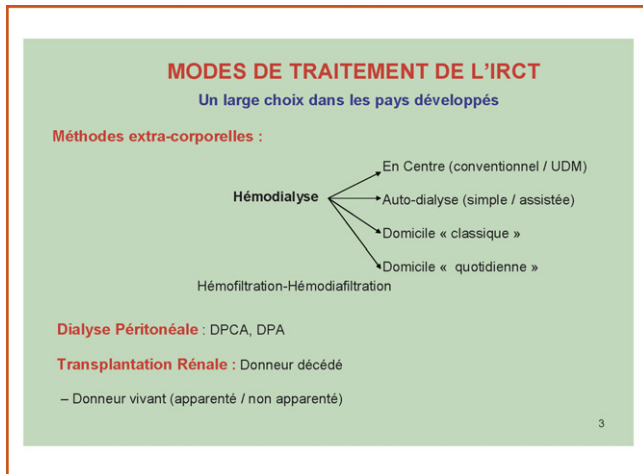 MODES DE TRAITEMENT DE L'IRCT
Un large choix dans les pays développés
Méthodes extra-corporelles :
En Centre (conventionnel / UDM)
Hémodialyse
Auto-dialyse (simple / assistée)
Domicile « classique »
Domicile « quotidienne »
Hémofiltration-Hémodiafiltration
Dialyse Péritonéale : DPCA, DPA
Transplantation Rénale : Donneur décédé
– Donneur vivant (apparenté / non apparenté)
3